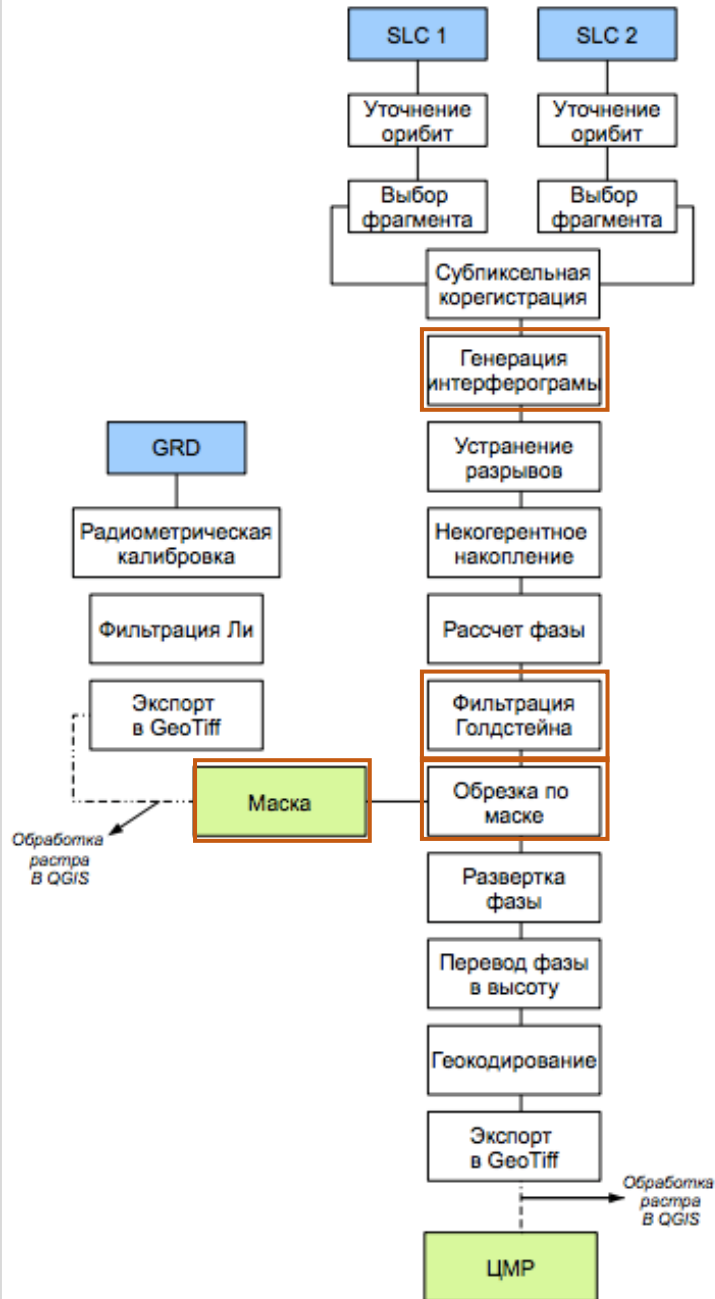 SLC 1
SLC 2
Уточнение
орибит
Уточнение
орибит
Выбор
фрагмента
Выбор
фрагмента
Субпиксельная
корегистрация
Генерация
интерферограмы
GRD
Устранение
разрывов
Радиометрическая
калибровка
Некогерентное
накопление
Фильтрация Ли
Рассчет фазы
Экспорт
в GeoTiff
Фильтрация
Голдстейна
Маска
Обрезка по
маске
Обработка
растра
В QGIS
Развертка
фазы
Перевод фазы
в высоту
Геокодирование
Экспорт
в GeoTiff
Обработка
растра
В QGIS
ЦМР